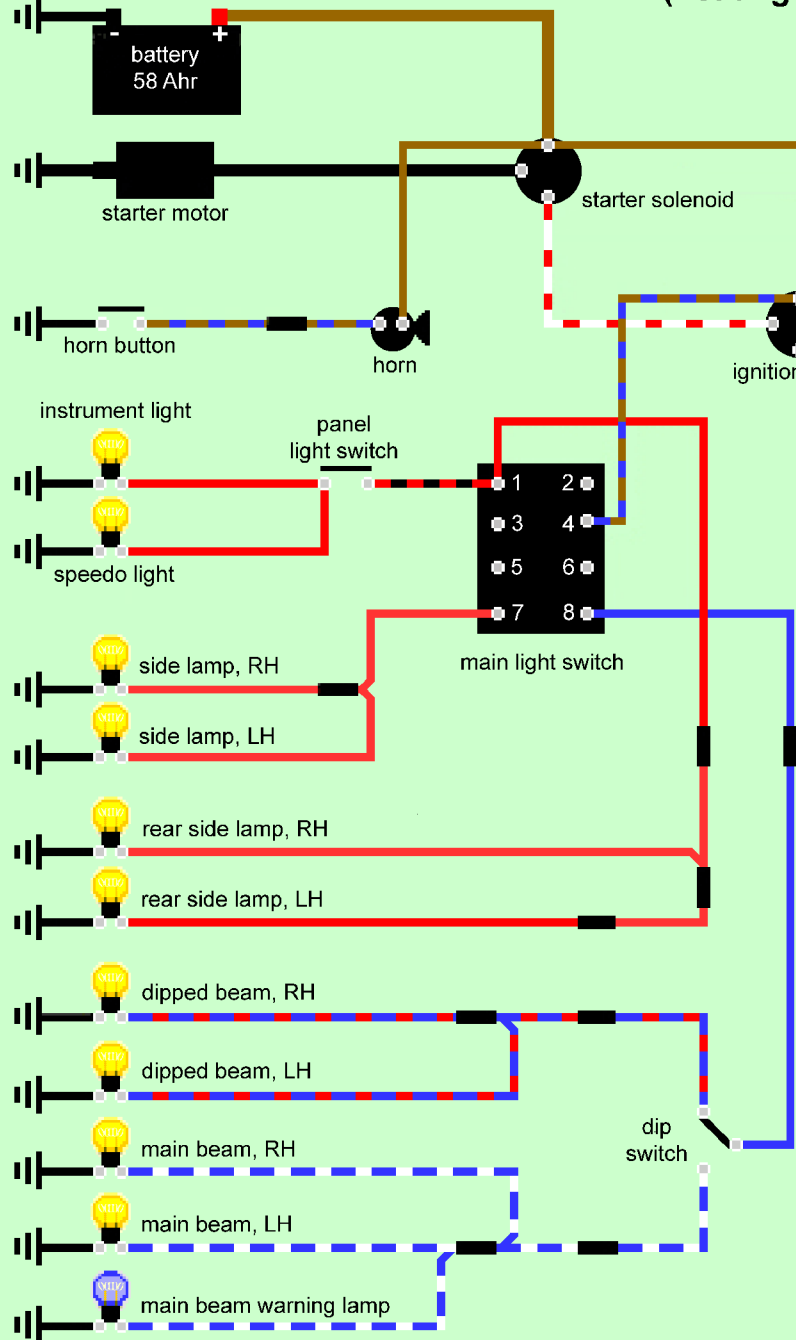 -
+
battery
58 Ahr
starter motor
starter solenoid
horn button
horn
ignition
instrument light
panel
light switch
1 2
3 4
5 6
7 8
speedo light
main light switch
side lamp, RH
side lamp, LH
rear side lamp, RH
rear side lamp, LH
dipped beam, RH
dipped beam, LH
dip
switch
main beam, RH
main beam, LH
main beam warning lamp